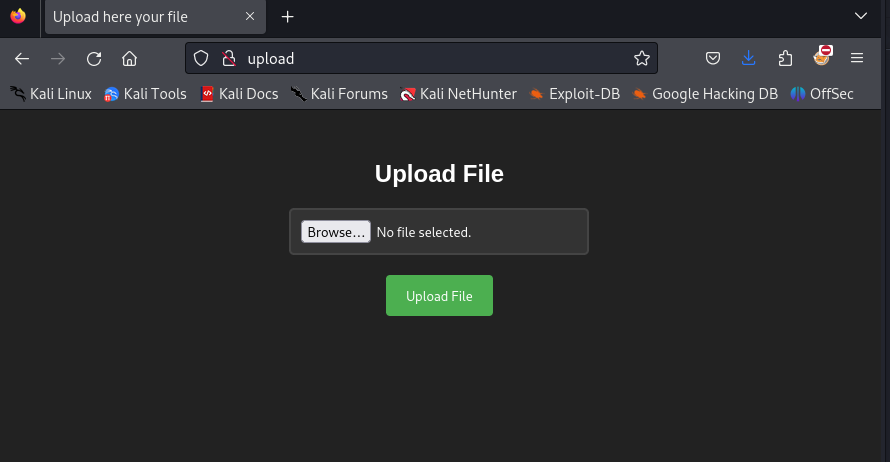 Upload here your file
upload
Kali Linux Kali Tools Kali Docs Kali Forums Kali NetHunter Exploit-DB Google Hacking DB OffSec
Upload File
Browse... No file selected.
Upload File